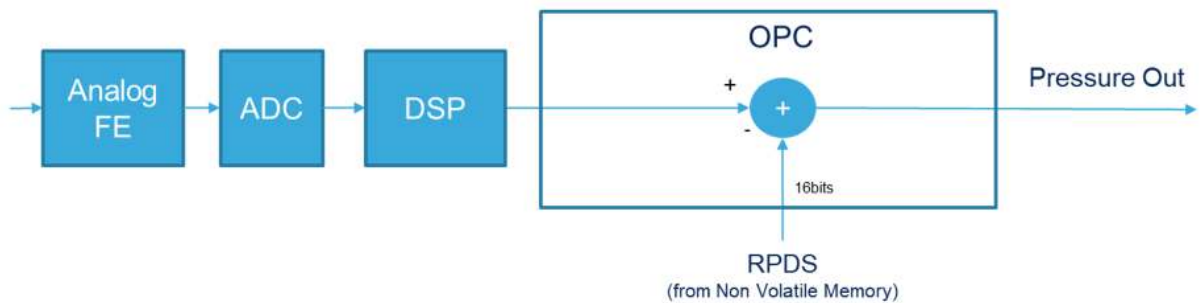 OPC
Analog
FE
ADC
DSP
+
+
-
Pressure Out
16bits
RPDS
(from Non Volatile Memory)